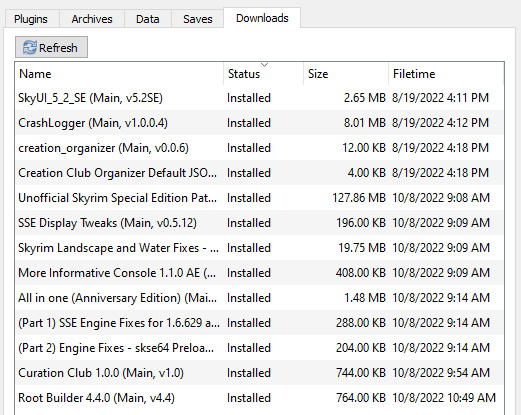 Plugins Archives Data Saves Downloads
Refresh
Name Status Size Filetime
SkyUI_5_2_SE (Main, v5.2SE) Installed 2.65 MB 8/19/2022 4:11 PM
CrashLogger (Main, v1.0.0.4) Installed 8.01 MB 8/19/2022 4:12 PM
creation_organizer (Main, v0.0.6) Installed 12.00 KB 8/19/2022 4:18 PM
Creation Club Organizer Default JSO... Installed 4.00 KB 8/19/2022 4:18 PM
Unofficial Skyrim Special Edition Pat... Installed 127.86 MB 10/8/2022 9:08 AM
SSE Display Tweaks (Main, v0.5.12) Installed 196.00 KB 10/8/2022 9:09 AM
Skyrim Landscape and Water Fixes - ... Installed 19.75 MB 10/8/2022 9:09 AM
More Informative Console 1.1.0 AE (... Installed 408.00 KB 10/8/2022 9:09 AM
All in one (Anniversary Edition) (Mai... Installed 1.48 MB 10/8/2022 9:14 AM
(Part 1) SSE Engine Fixes for 1.6.629 a... Installed 288.00 KB 10/8/2022 9:14 AM
(Part 2) Engine Fixes - skse64 Preloa... Installed 204.00 KB 10/8/2022 9:14 AM
Curation Club 1.0.0 (Main, v1.0) Installed 744.00 KB 10/8/2022 9:54 AM
Root Builder 4.4.0 (Main, v4.4) Installed 764.00 KB 10/8/2022 10:49 AM